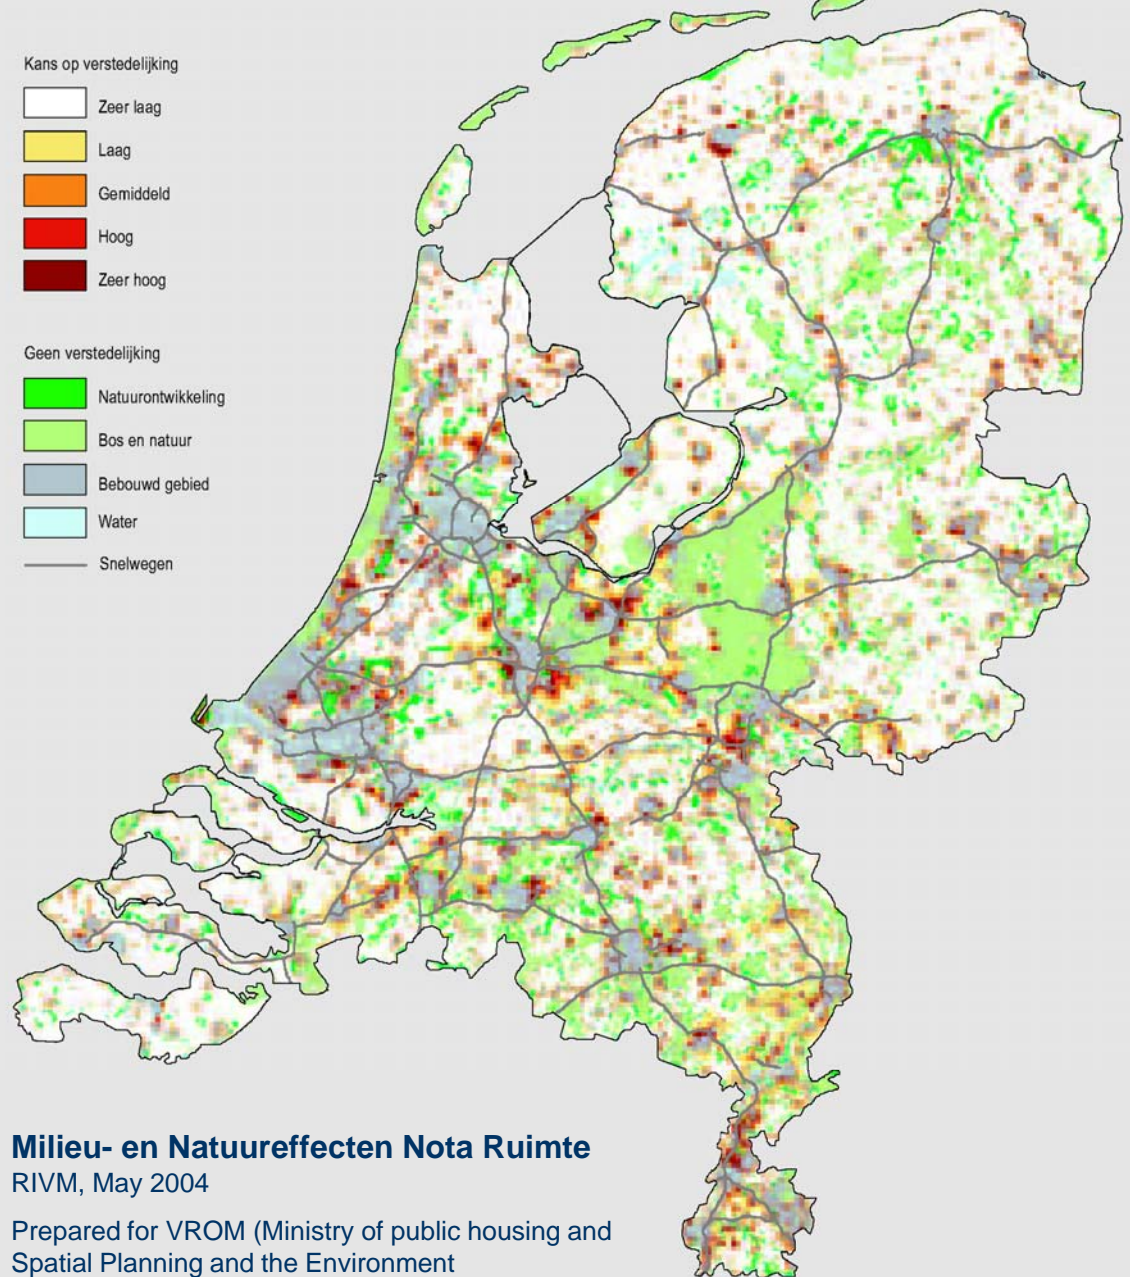 Kans op verstedelijking
Zeer laag
Laag
Gemiddeld
Hoog
Zeer hoog
Geen verstedelijking
Natuurontwikkeling
Bos en natuur
Bebouwd gebied
Water
Snelwegen
Milieu- en Natuureffecten Nota Ruimte
RIVM, May 2004
Prepared for VROM (Ministry of public housing and
Spatial Planning and the Environment